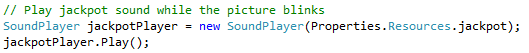 // Play jackpot sound while the picture blinks
SoundPlayer jackpotPlayer = new SoundPlayer(Properties.Resources.jackpot);
jackpotPlayer.Play();